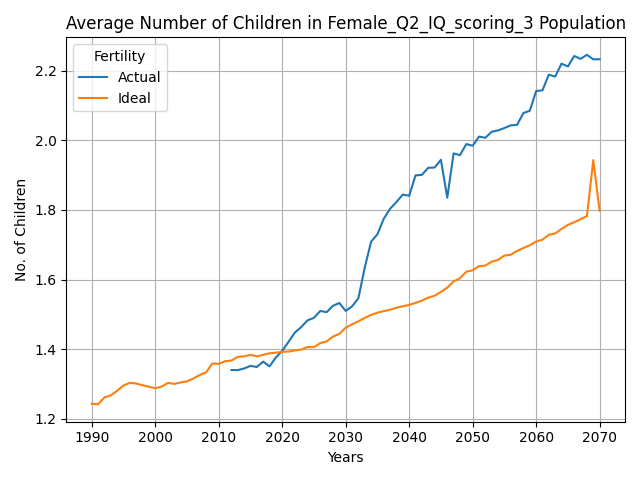 Average Number of Children in Female_Q2_IQ_scoring_3 Population
Fertility
Actual
Ideal
No. of Children
2.2
2.0
1.8
1.6
1.4
1.2
1990 2000 2010 2020 2030 2040 2050 2060 2070
Years